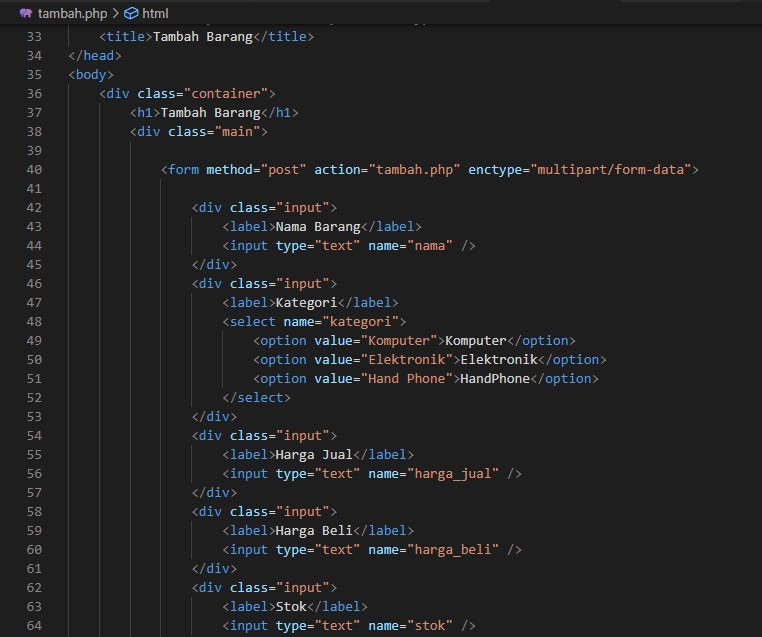 tambah.php > html
33 <title>Tambah Barang</title>
34 </head>
35 <body>
36 <div class="container">
37 <h1>Tambah Barang</h1>
38 <div class="main">
39
40 <form method="post" action="tambah.php" enctype="multipart/form-data">
41
42 <div class="input">
43 <label>Nama Barang</label>
44 <input type="text" name="nama" />
45 </div>
46 <div class="input">
47 <label>Kategori</label>
48 <select name="kategori">
49 <option value="Komputer">Komputer</option>
50 <option value="Elektronik">Elektronik</option>
51 <option value="Hand Phone">HandPhone</option>
52 </select>
53 </div>
54 <div class="input">
55 <label>Harga Jual</label>
56 <input type="text" name="harga_jual" />
57 </div>
58 <div class="input">
59 <label>Harga Beli</label>
60 <input type="text" name="harga_beli" />
61 </div>
62 <div class="input">
63 <label>Stok</label>
64 <input type="text" name="stok" />